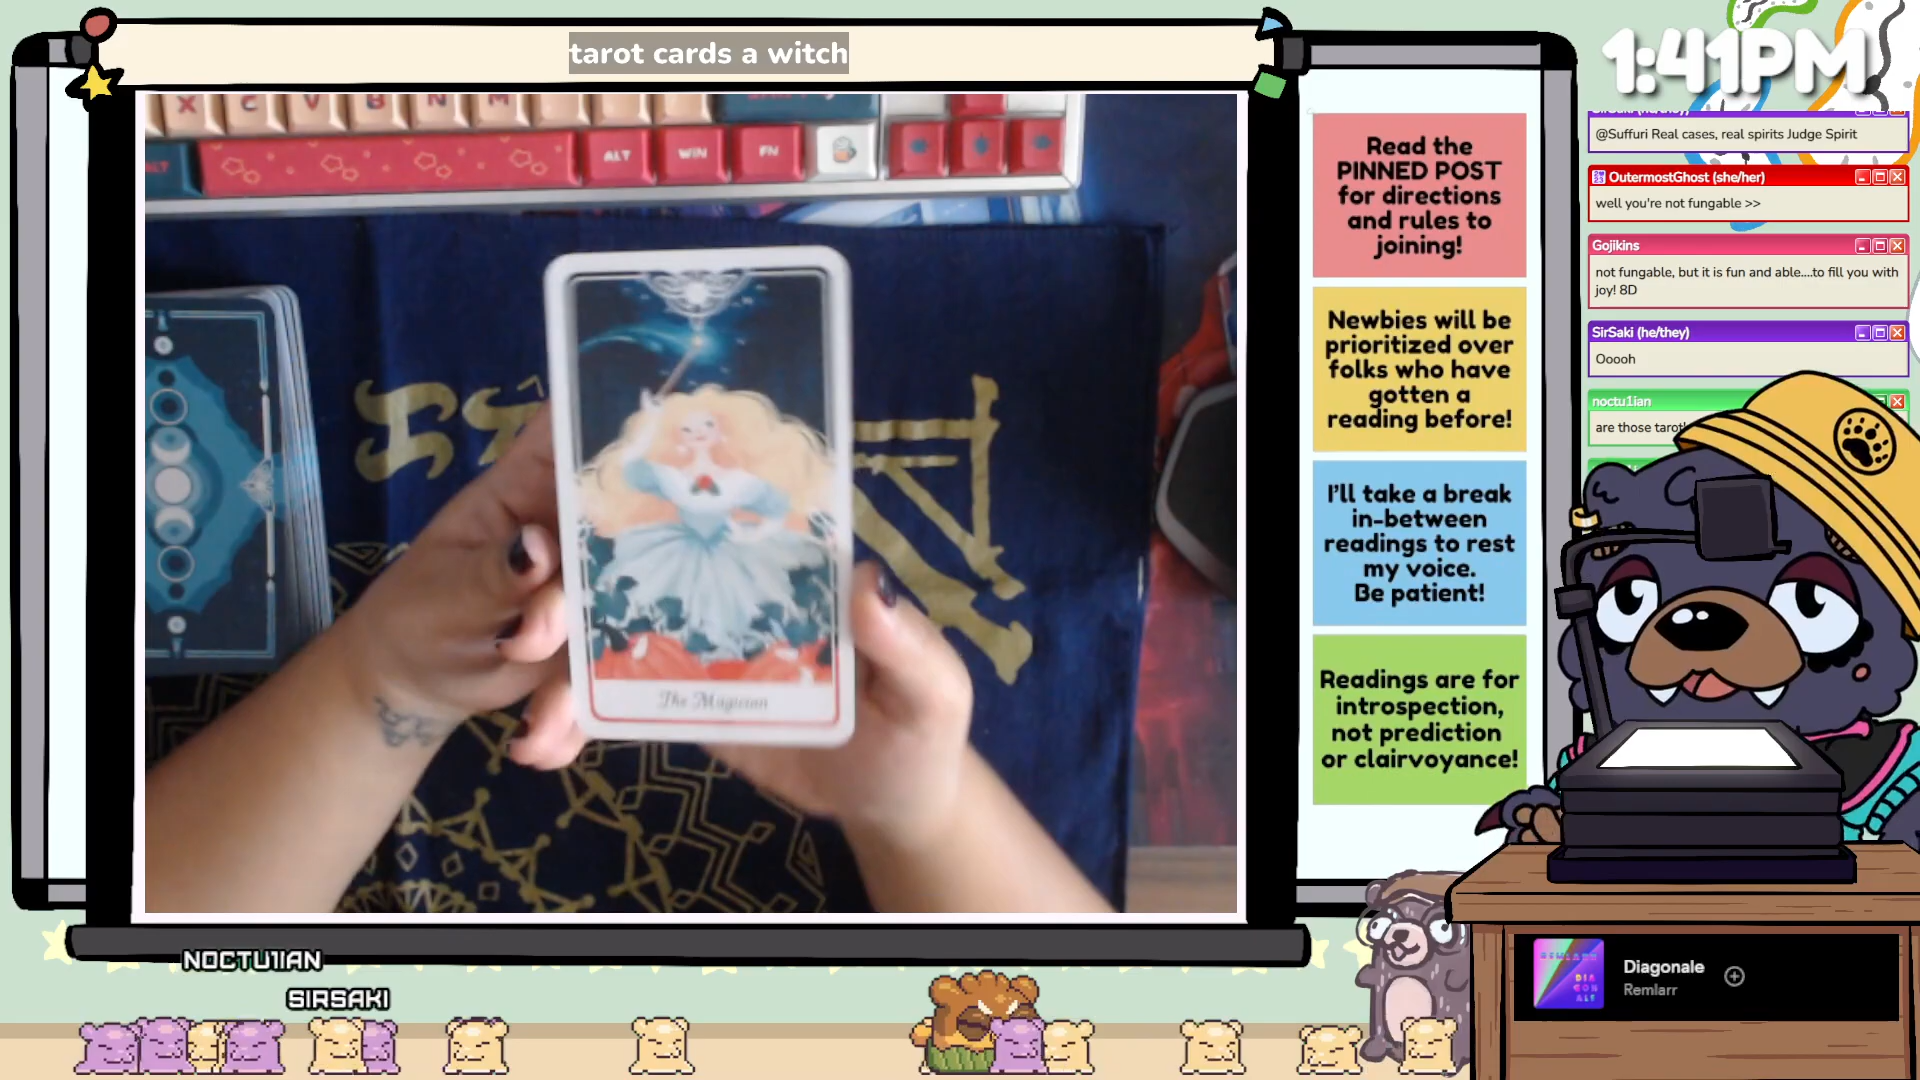 tarot cards a witch
1:41PM
X C V B N M
ALT WIN FN
The Magician
Read the
PINNED POST
for directions
and rules to
joining!
Newbies will be
prioritized over
folks who have
gotten a
reading before!
I'll take a break
in-between
readings to rest
my voice.
Be patient!
Readings are for
introspection,
not prediction
or clairvoyance!
@Suffuri Real cases, real spirits Judge Spirit
OutermostGhost (she/her)
well you're not fungable >>
Gojikins
not fungable, but it is fun and able....to fill you with
joy! 8D
SirSaki (he/they)
Ooooh
noctu1ian
are those tarot
NOCTU1IAN
SIRSAKI
Diagonale
Remlarr